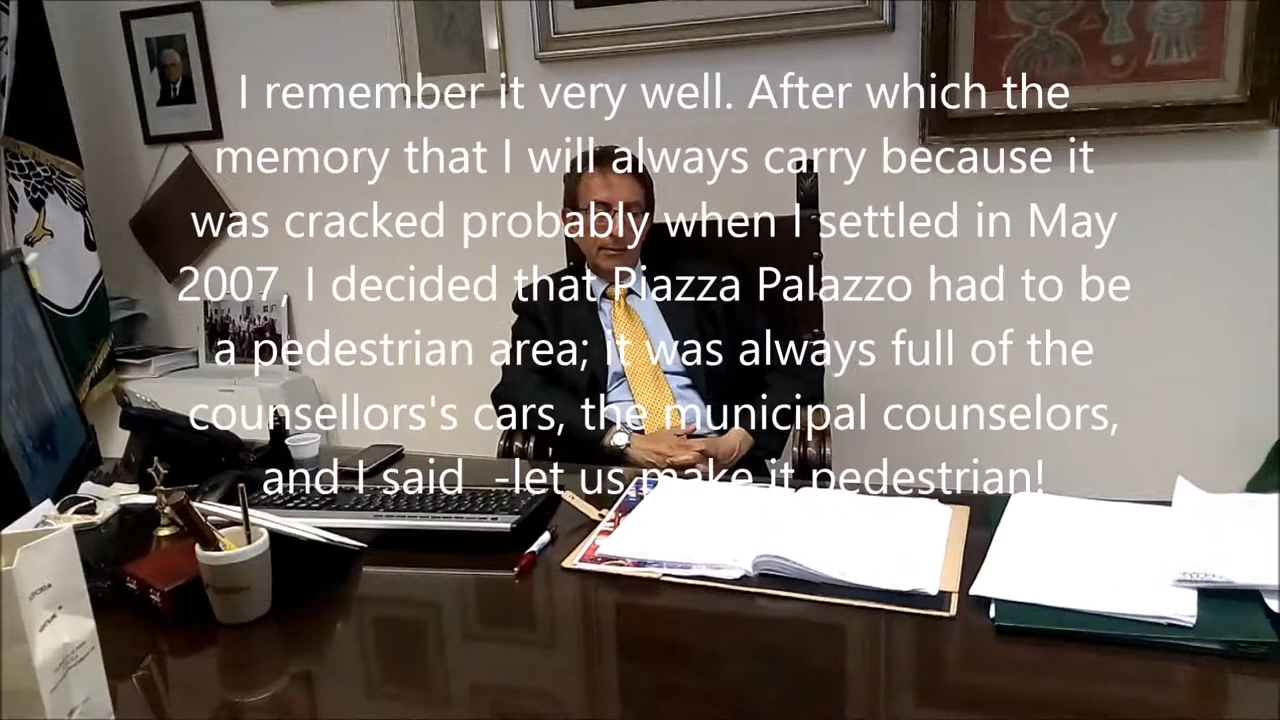 I remember it very well. After which the
memory that I will always carry because it
was cracked probably when I settled in May
2007, I decided that Piazza Palazzo had to be
a pedestrian area; it was always full of the
counsellors's cars, the municipal counselors,
and I said -let us make it pedestrian!